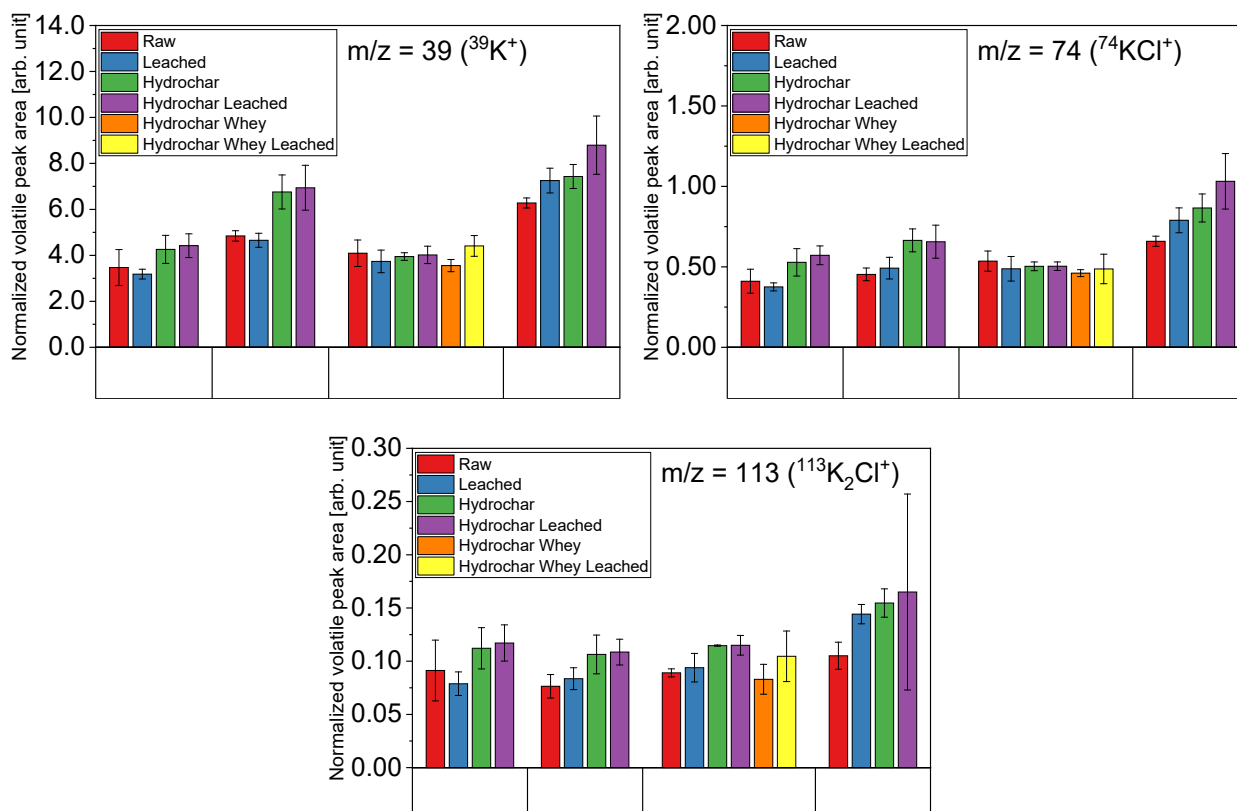 Normalized volatile peak area [arb. unit]
14.0
12.0
10.0
8.0
6.0
4.0
2.0
0.0
Raw
Leached
Hydrochar
Hydrochar Leached
Hydrochar Whey
Hydrochar Whey Leached
m/z = 39 (³⁹K⁺)
Normalized volatile peak area [arb. unit]
2.00
1.50
1.00
0.50
0.00
Raw
Leached
Hydrochar
Hydrochar Leached
Hydrochar Whey
Hydrochar Whey Leached
m/z = 74 (⁷⁴KCl⁺)
Normalized volatile peak area [arb. unit]
0.30
0.25
0.20
0.15
0.10
0.05
0.00
Raw
Leached
Hydrochar
Hydrochar Leached
Hydrochar Whey
Hydrochar Whey Leached
m/z = 113 (¹¹³K₂Cl⁺)